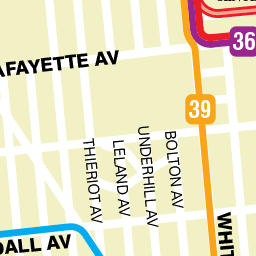 36
AFAYETTE AV
39
THIERIOT AV
LELAND AV
UNDERHILL AV
BOLTON AV
WHIT
DALL AV